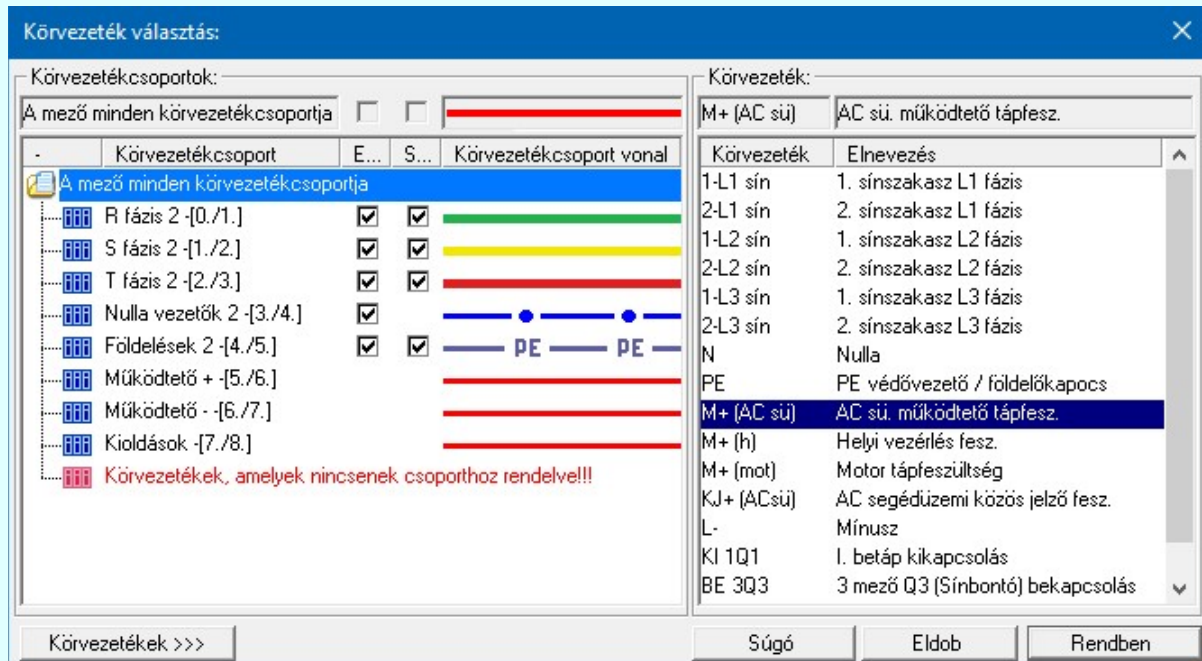 Körvezeték választás:
Körvezetékcsoportok:
A mező minden körvezetékcsoportja
- Körvezetékcsoport E... S... Körvezetékcsoport vonal
A mező minden körvezetékcsoportja
R fázis 2 -[0./1.]
S fázis 2 -[1./2.]
T fázis 2 -[2./3.]
Nulla vezetők 2 -[3./4.]
Földelések 2 -[4./5.] PE PE
Működtető + -[5./6.]
Működtető - -[6./7.]
Kioldások -[7./8.]
Körvezetékek, amelyek nincsenek csoporthoz rendelve!!!
Körvezetékek >>>
Körvezeték:
M+ (AC sü) AC sü. működtető tápfesz.
Körvezeték Elnevezés
1-L1 sín 1. sínszakasz L1 fázis
2-L1 sín 2. sínszakasz L1 fázis
1-L2 sín 1. sínszakasz L2 fázis
2-L2 sín 2. sínszakasz L2 fázis
1-L3 sín 1. sínszakasz L3 fázis
2-L3 sín 2. sínszakasz L3 fázis
N Nulla
PE PE védővezető / földelőkapocs
M+ (AC sü) AC sü. működtető tápfesz.
M+ (h) Helyi vezérlés fesz.
M+ (mot) Motor tápfeszültség
KJ+ (ACsü) AC segédüzemi közös jelző fesz.
L- Mínusz
KI 1Q1 I. betáp kikapcsolás
BE 3Q3 3 mező Q3 (Sínbontó) bekapcsolás
Súgó Eldob Rendben